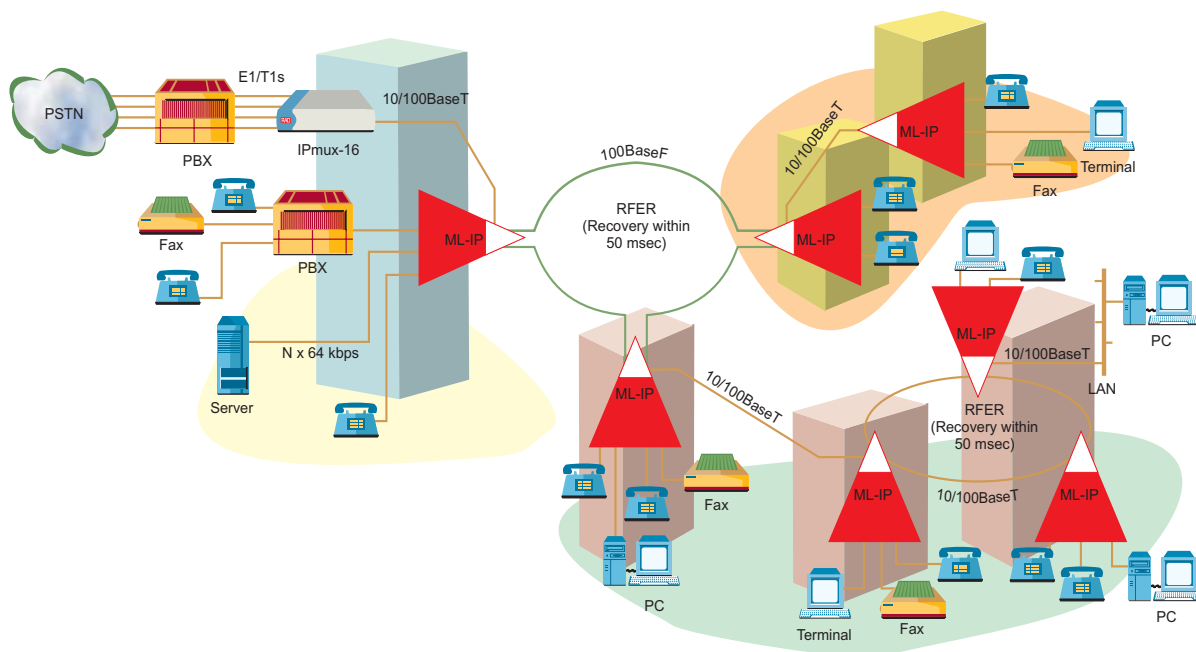 PSTN
E1/T1s
PBX
RAD
IPmux-16
10/100BaseT
Fax
PBX
ML-IP
N x 64 kbps
Server
100BaseF
RFER
(Recovery within
50 msec)
10/100BaseT
ML-IP
ML-IP
Terminal
Fax
ML-IP
10/100BaseT
PC
LAN
ML-IP
10/100BaseT
RFER
(Recovery within
50 msec)
ML-IP
10/100BaseT
ML-IP
Fax
PC
Terminal
Fax
PC